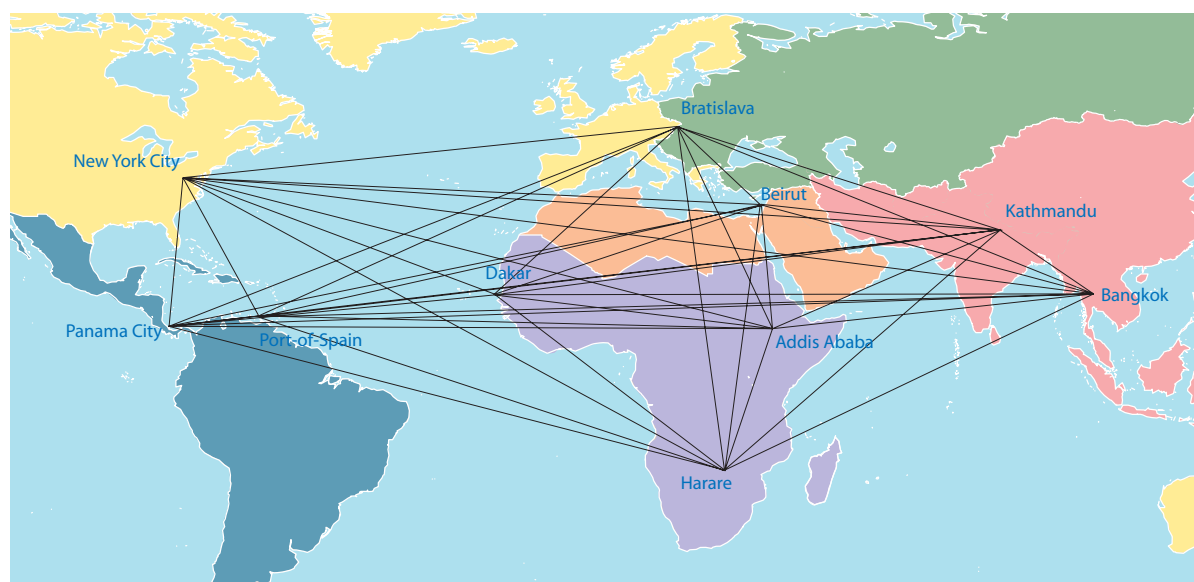 Bratislava
New York City
Beirut
Kathmandu
Dakar
Bangkok
Panama City
Port-of-Spain
Addis Ababa
Harare